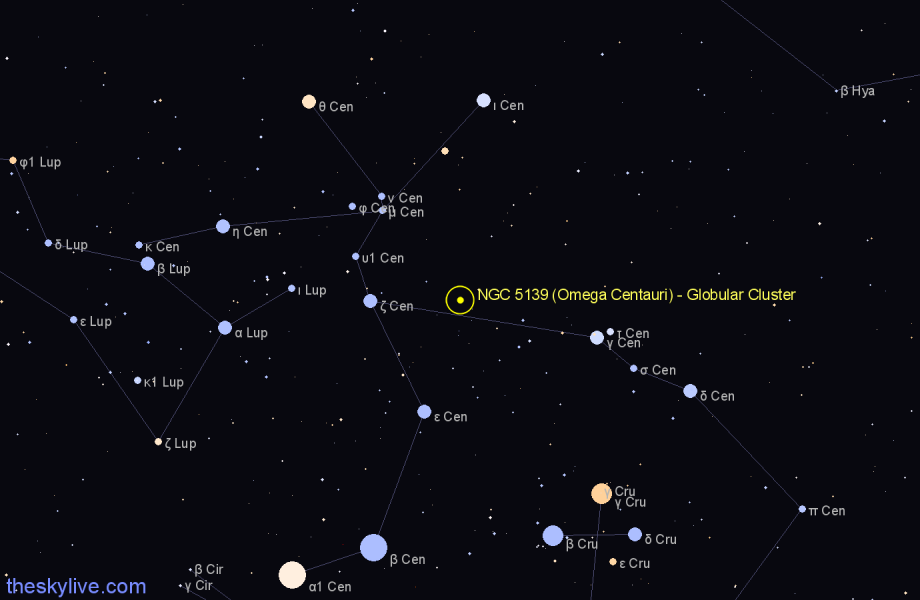 β Hya
θ Cen
ι Cen
φ1 Lup
ν Cen
φ Cen
μ Cen
η Cen
δ Lup
κ Cen
υ1 Cen
β Lup
ι Lup
NGC 5139 (Omega Centauri) - Globular Cluster
ζ Cen
ε Lup
α Lup
τ Cen
γ Cen
σ Cen
κ1 Lup
δ Cen
ε Cen
ζ Lup
γ Cru
γ Cru
π Cen
β Cru
δ Cru
β Cen
ε Cru
β Cir
γ Cir
α1 Cen
theskylive.com